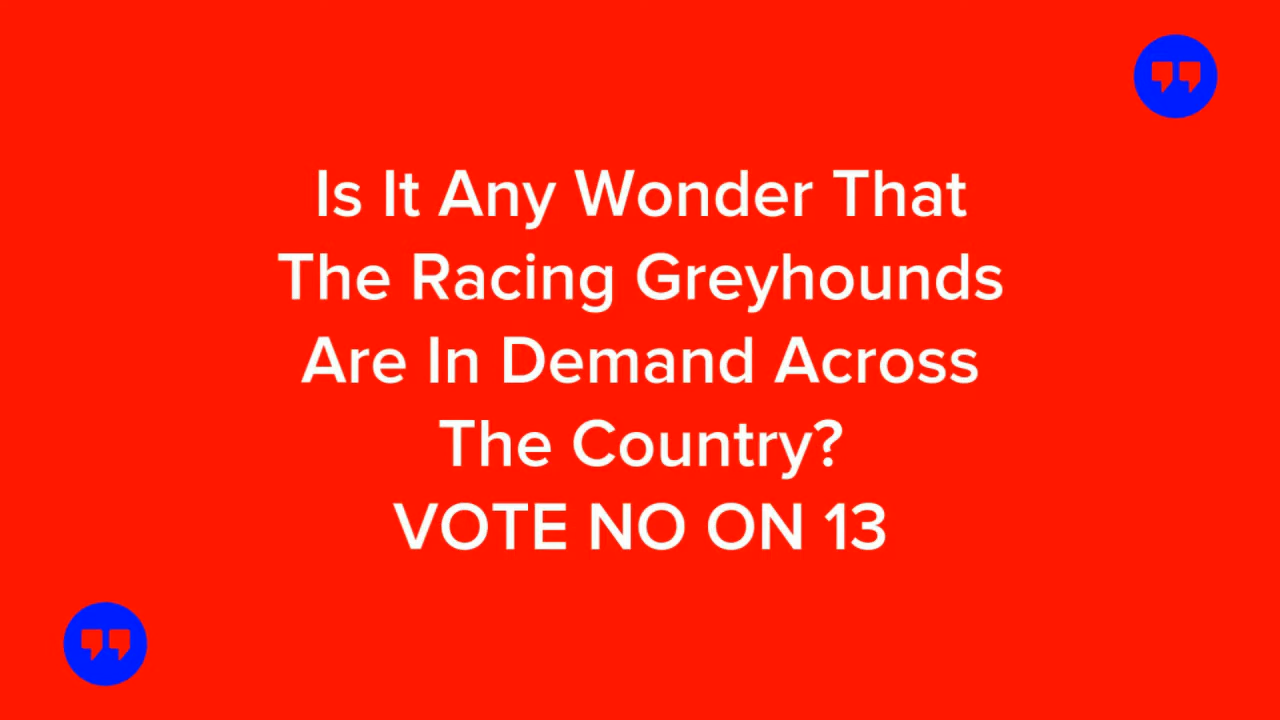 Is It Any Wonder That
The Racing Greyhounds
Are In Demand Across
The Country?
VOTE NO ON 13